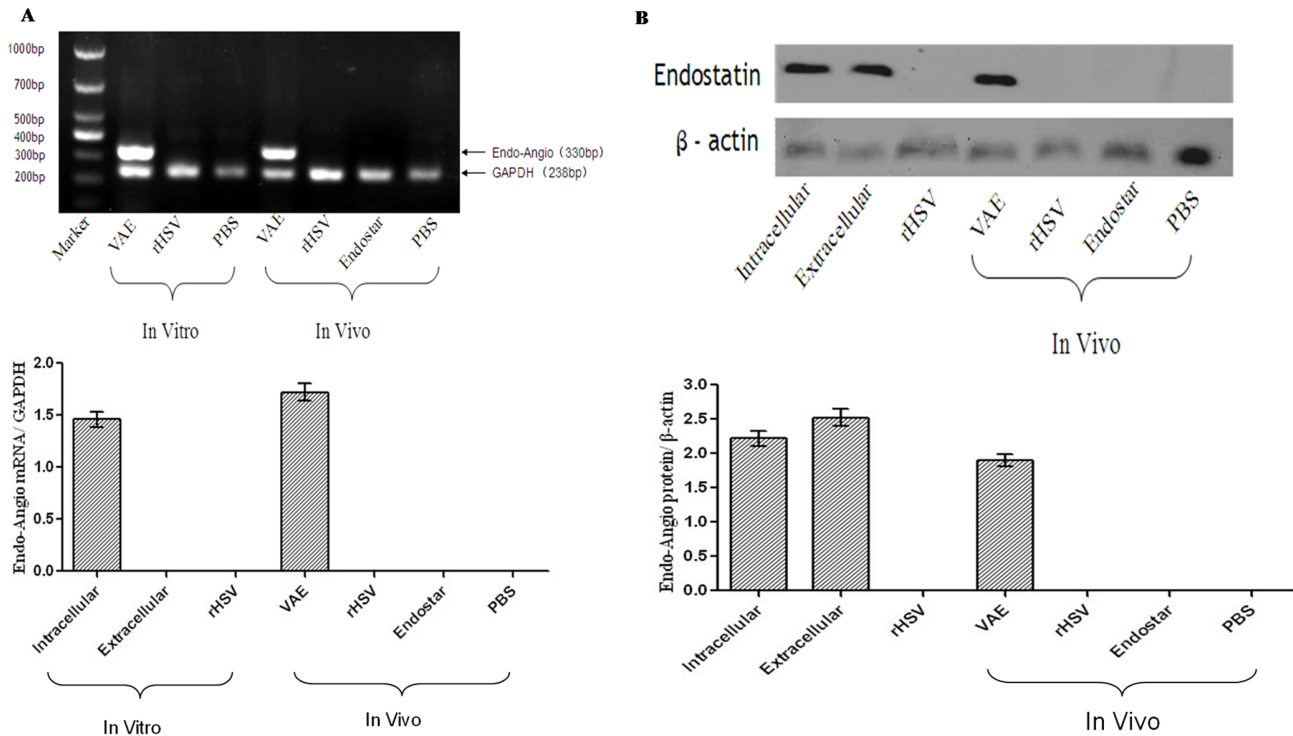 A
1000bp
700bp
500bp
400bp
300bp
200bp
Endo-Angio (330bp)
GAPDH (238bp)
Marker
VAE
rHSV
PBS
VAE
rHSV
Endostar
PBS
In Vitro
In Vivo
Endo-Angio mRNA/ GAPDH
2.0
1.5
1.0
0.5
0.0
Intracellular
Extracellular
rHSV
VAE
rHSV
Endostar
PBS
In Vitro
In Vivo
B
Endostatin
β - actin
Intracellular
Extracellular
rHSV
VAE
rHSV
Endostar
PBS
In Vivo
Endo-Angio protein/ β-actin
3.0
2.5
2.0
1.5
1.0
0.5
0.0
Intracellular
Extracellular
rHSV
VAE
rHSV
Endostar
PBS
In Vivo